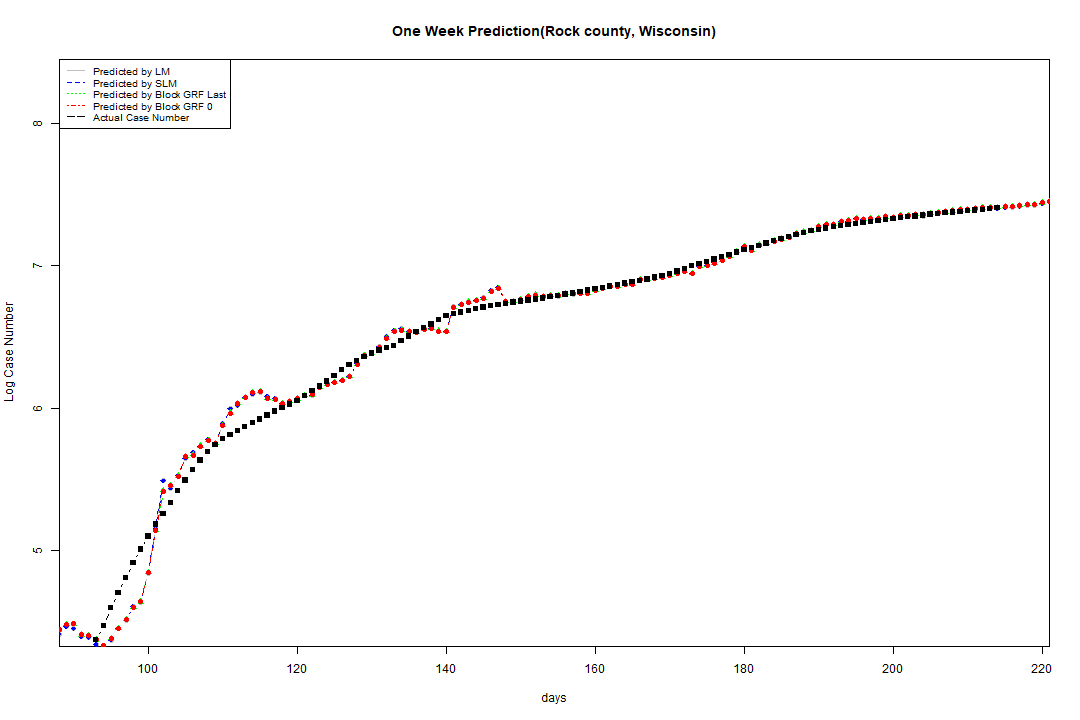 One Week Prediction(Rock county, Wisconsin)
Predicted by LM
Predicted by SLM
Predicted by Block GRF Last
Predicted by Block GRF 0
Actual Case Number
8
7
6
5
Log Case Number
100 120 140 160 180 200 220
days